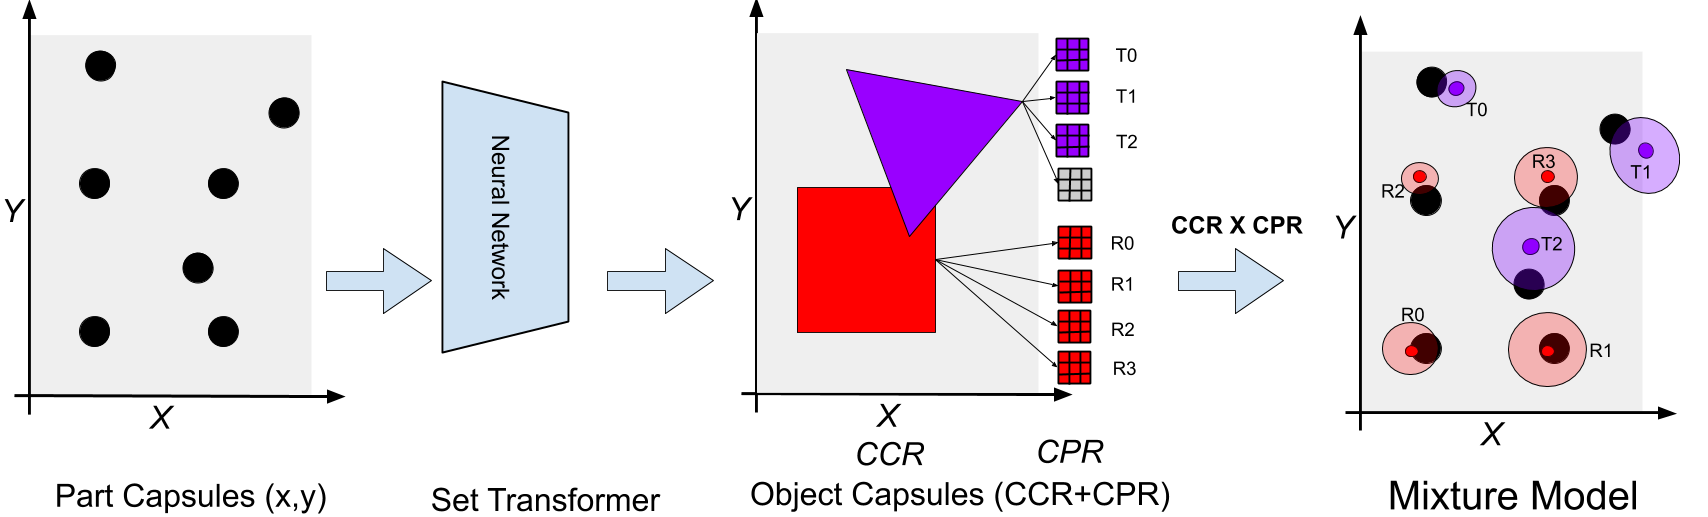 Y
X
Part Capsules (x,y)
Neural Network
Set Transformer
Y
X
CCR
CPR
T0
T1
T2
R0
R1
R2
R3
Object Capsules (CCR+CPR)
CCR X CPR
Y
X
T0
T1
R3
R2
T2
R0
R1
Mixture Model